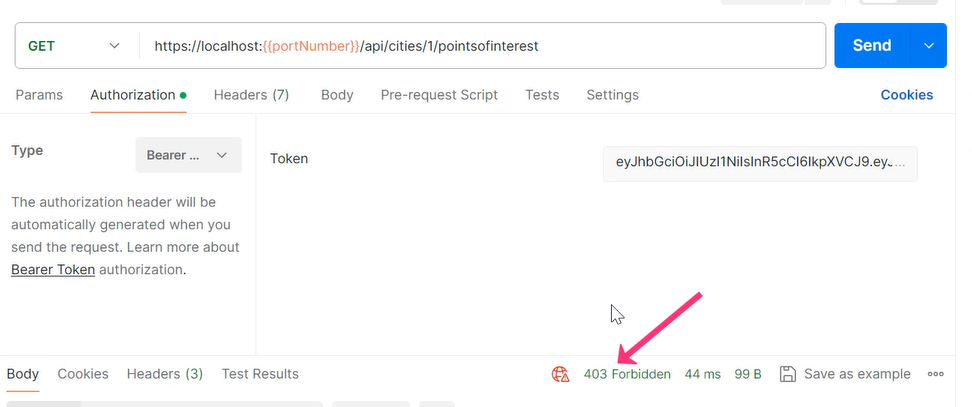 GET https://localhost:{{portNumber}}/api/cities/1/pointsofinterest Send
Params Authorization Headers (7) Body Pre-request Script Tests Settings Cookies
Type Bearer ...
Token eyJhbGciOiJIUzI1NiIsInR5cCI6IkpXVCJ9.eyJ...
The authorization header will be
automatically generated when you
send the request. Learn more about
Bearer Token authorization.
Body Cookies Headers (3) Test Results 403 Forbidden 44 ms 99 B Save as example